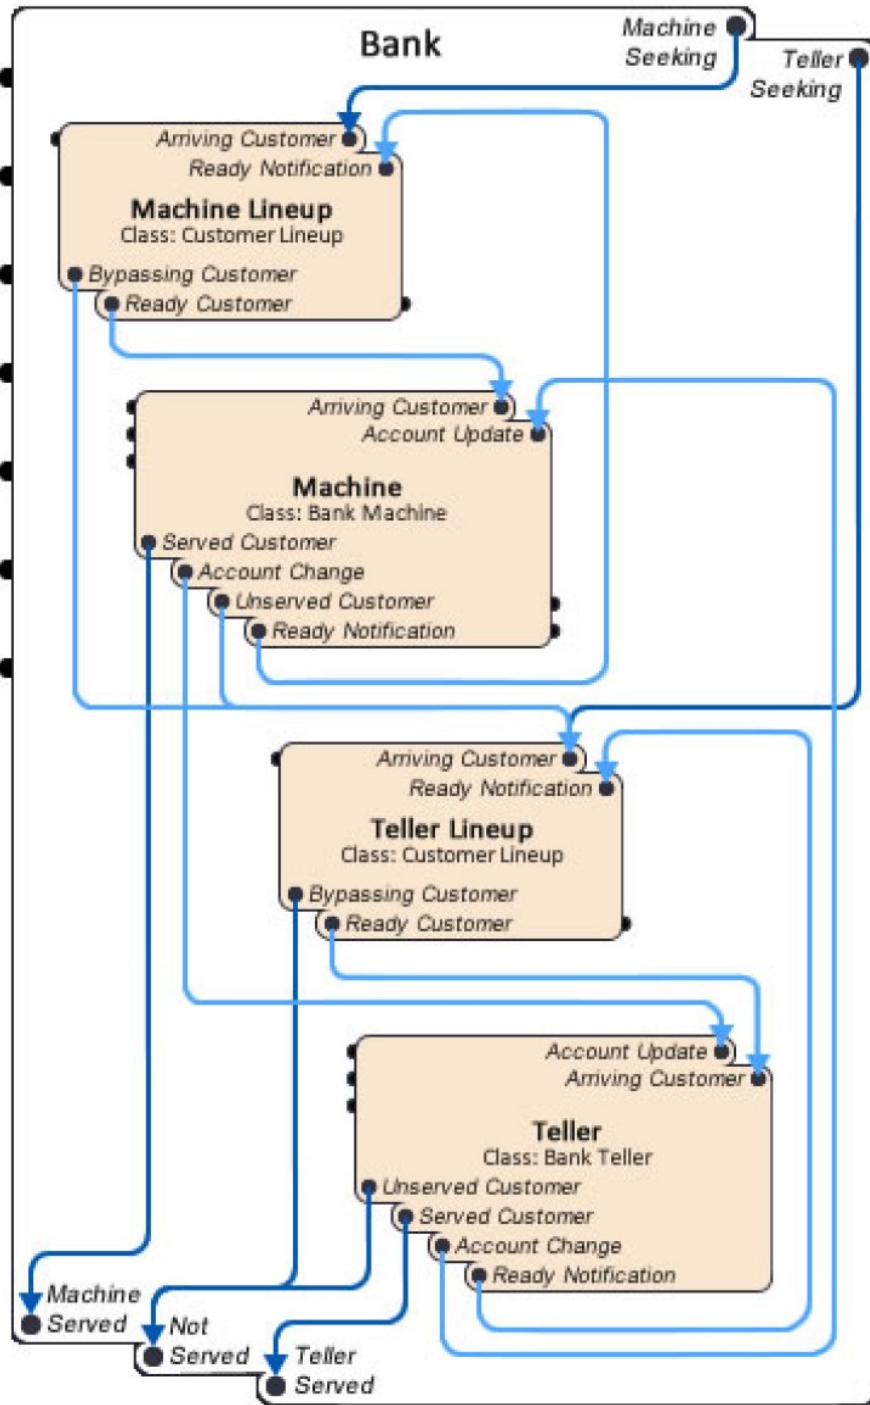 Bank
Machine
Seeking
Teller
Seeking
Arriving Customer
Ready Notification
Machine Lineup
Class: Customer Lineup
Bypassing Customer
Ready Customer
Arriving Customer
Account Update
Machine
Class: Bank Machine
Served Customer
Account Change
Unserved Customer
Ready Notification
Arriving Customer
Ready Notification
Teller Lineup
Class: Customer Lineup
Bypassing Customer
Ready Customer
Account Update
Arriving Customer
Teller
Class: Bank Teller
Unserved Customer
Served Customer
Account Change
Ready Notification
Machine
Served
Not
Served
Teller
Served